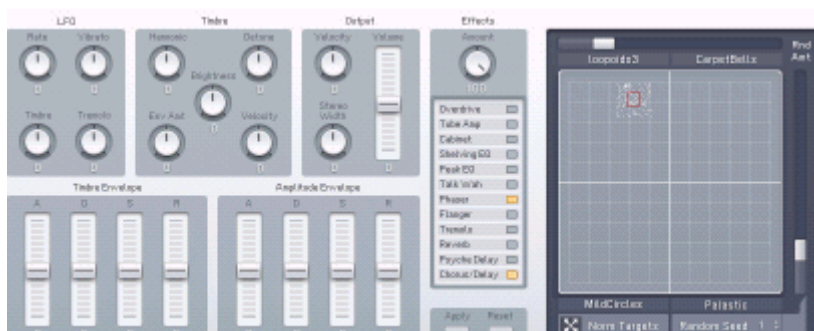 LFO
Timbre
Output
Effects
Rate
Vibrato
Harmonic
Detune
Velocity
Volume
Amount
0
0
0
0
0
100
Brightness
0
Timbre
Tremolo
Env Amt
Velocity
Stereo
Width
0
0
0
0
0
0
Overdrive
Tube Amp
Cabinet
Shelving EQ
Peak EQ
Talk Wah
Phaser
Flanger
Tremolo
Reverb
Psyche Delay
Chorus/Delay
Timbre Envelope
Amplitude Envelope
A D S R
A D S R
Apply
Reset
Loopoids3
CarpetBells
Rnd
Amt
MildCircles
Palastic
Norm Targets
Random Seed
1